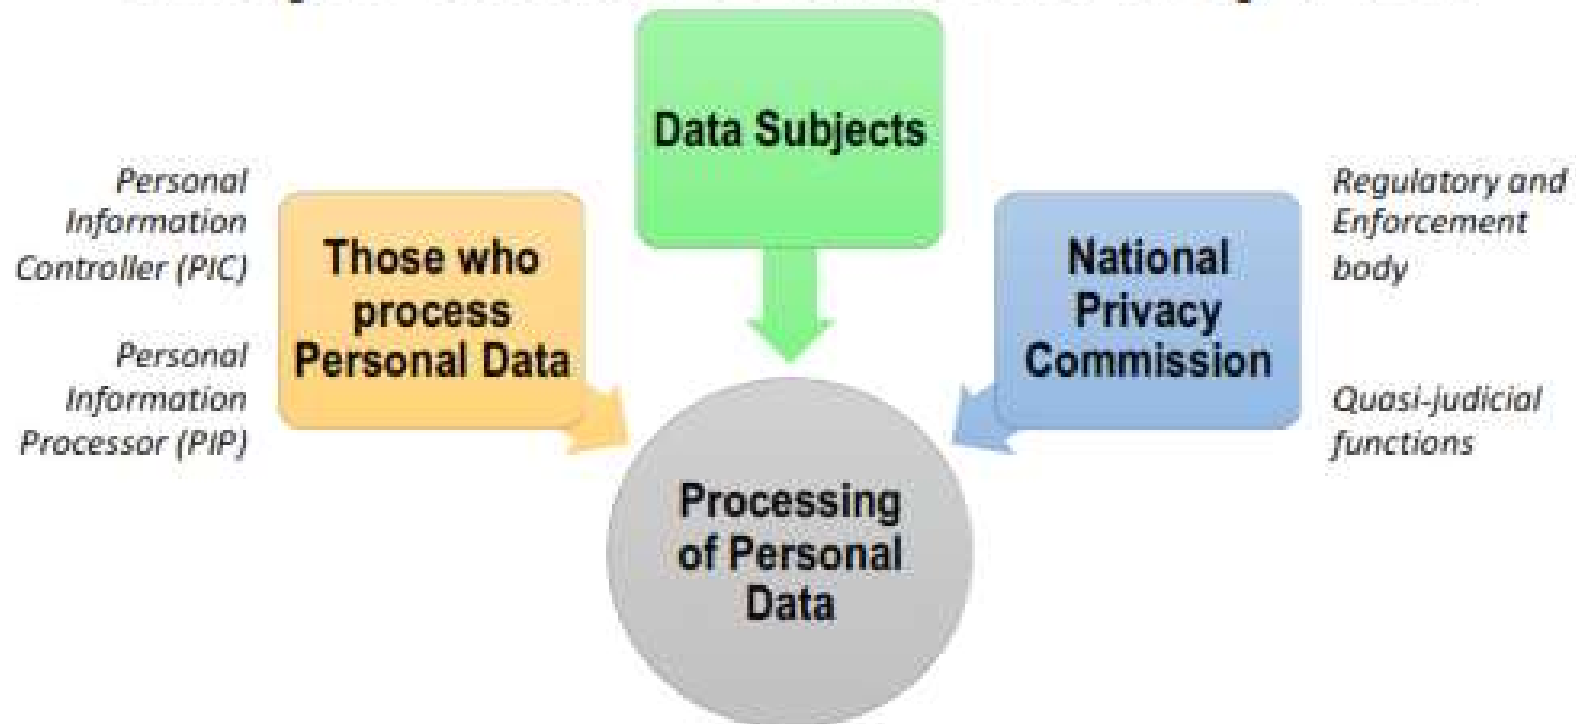 Data Subjects
Personal
Information
Controller (PIC)
Personal
Information
Processor (PIP)
Those who
process
Personal Data
National
Privacy
Commission
Regulatory and
Enforcement
body
Quasi-judicial
functions
Processing
of Personal
Data